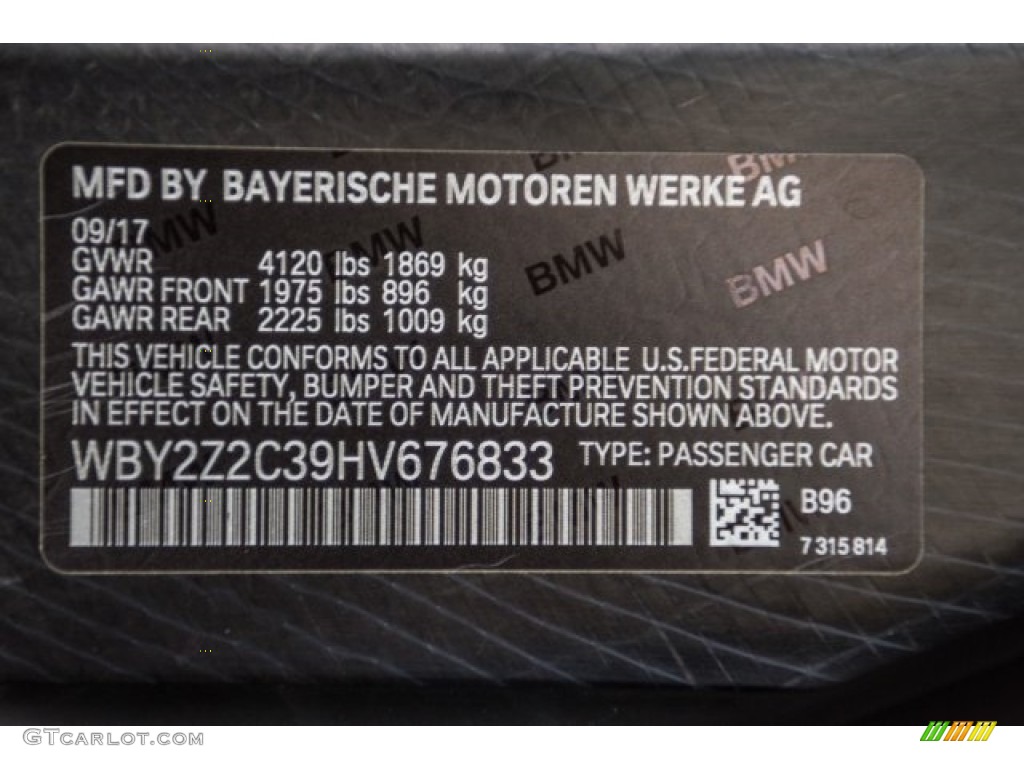 MFD BY BAYERISCHE MOTOREN WERKE AG
09/17
GVWR 4120 lbs 1869 kg
GAWR FRONT 1975 lbs 896 kg
GAWR REAR 2225 lbs 1009 kg
THIS VEHICLE CONFORMS TO ALL APPLICABLE U.S.FEDERAL MOTOR
VEHICLE SAFETY, BUMPER AND THEFT PREVENTION STANDARDS
IN EFFECT ON THE DATE OF MANUFACTURE SHOWN ABOVE.
WBY2Z2C39HV676833 TYPE: PASSENGER CAR
B96
7315814
BMW
BMW
BMW
BMW
BMW
GTCARLOT.COM